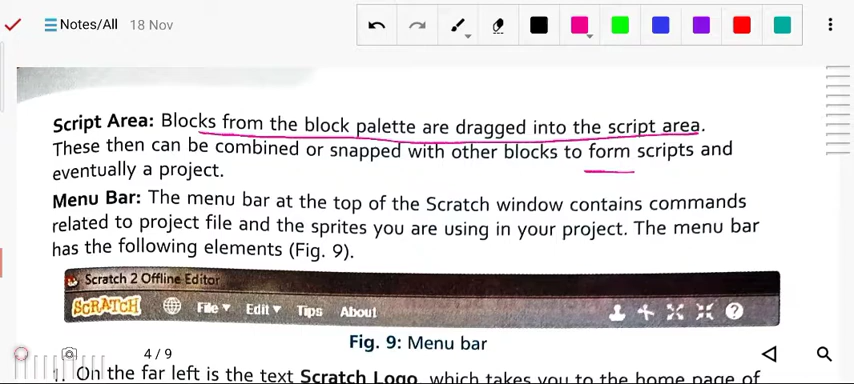 Notes/All 18 Nov
Script Area: Blocks from the block palette are dragged into the script area.
These then can be combined or snapped with other blocks to form scripts and
eventually a project.
Menu Bar: The menu bar at the top of the Scratch window contains commands
related to project file and the sprites you are using in your project. The menu bar
has the following elements (Fig. 9).
Scratch 2 Offline Editor
SCRATCH File Edit Tips About ?
Fig. 9: Menu bar
4 / 9
1. On the far left is the text Scratch Logo, which takes you to the home page of